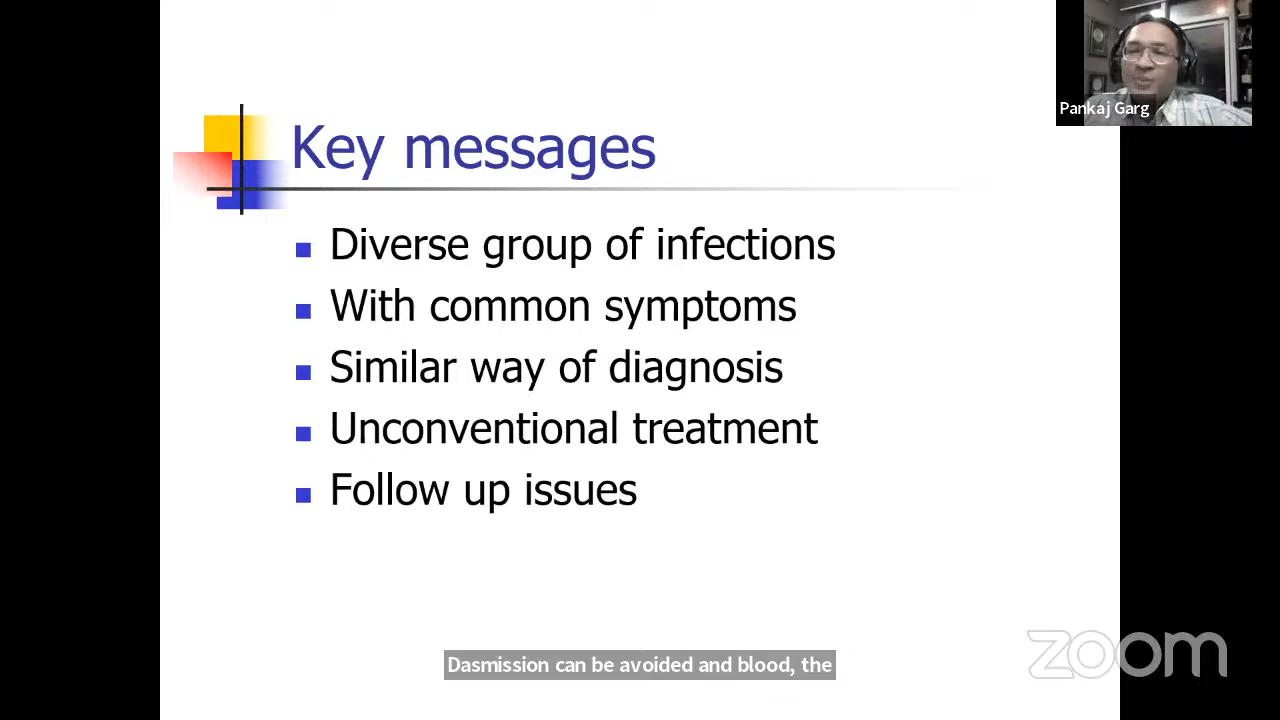 Pankaj Garg
Key messages
Diverse group of infections
With common symptoms
Similar way of diagnosis
Unconventional treatment
Follow up issues
Dasmission can be avoided and blood, the
zoom